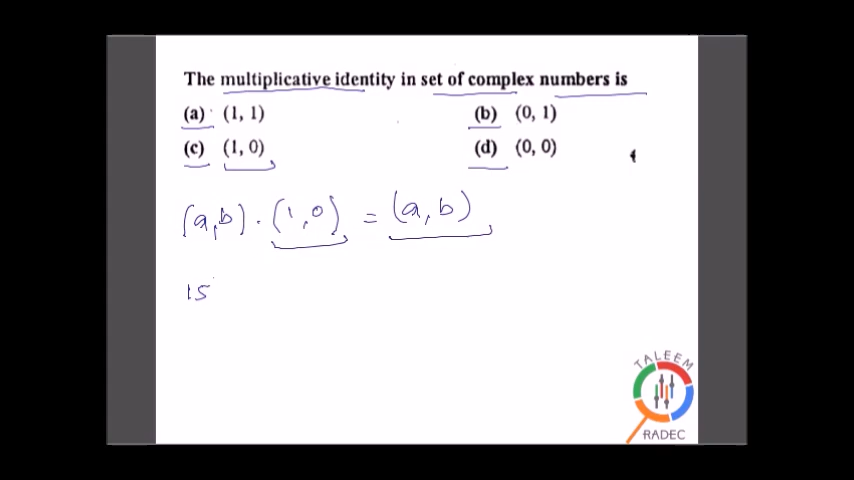 The multiplicative identity in set of complex numbers is
(a) (1, 1) (b) (0, 1)
(c) (1, 0) (d) (0, 0)
(a,b) · (1,0) = (a,b)
15
TALEEM
RADEC